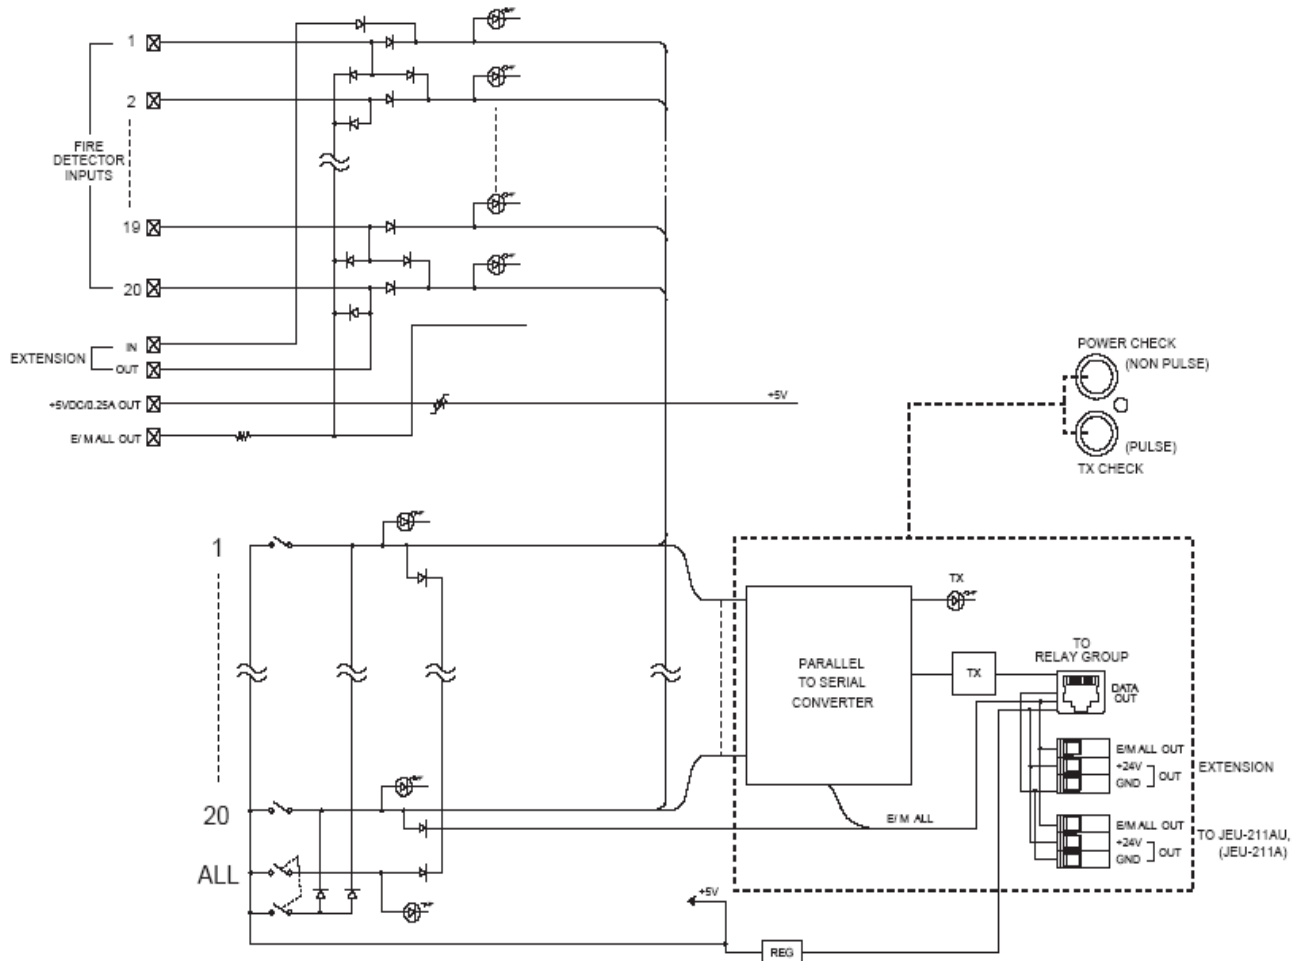 1
2
FIRE
DETECTOR
INPUTS
19
20
IN
EXTENSION
OUT
+5VDC/0.25A OUT
+5V
E/M ALL OUT
POWER CHECK
(NON PULSE)
(PULSE)
TX CHECK
1
TX
TO
RELAY GROUP
PARALLEL
TO SERIAL
CONVERTER
TX
DATA
OUT
E/M ALL OUT
+24V
GND
OUT
EXTENSION
20
E/M ALL
E/M ALL OUT
+24V
GND
OUT
TO JEU-211AU,
(JEU-211A)
ALL
+5V
REG